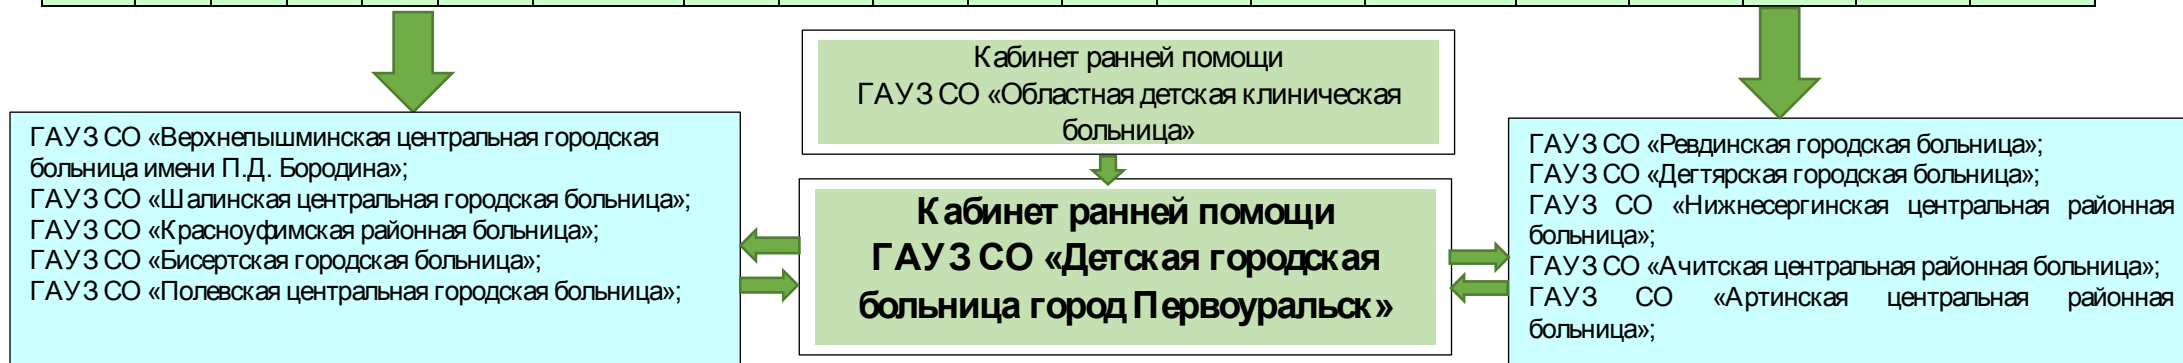 Кабинет ранней помощи
ГАУЗ СО «Областная детская клиническая
больница»
ГАУЗ СО «Верхнепышминская центральная городская
больница имени П.Д. Бородина»;
ГАУЗ СО «Шалинская центральная городская больница»;
ГАУЗ СО «Красноуфимская районная больница»;
ГАУЗ СО «Бисертская городская больница»;
ГАУЗ СО «Полевская центральная городская больница»;
Кабинет ранней помощи
ГАУЗ СО «Детская городская
больница город Первоуральск»
ГАУЗ СО «Ревдинская городская больница»;
ГАУЗ СО «Дегтярская городская больница»;
ГАУЗ СО «Нижнесергинская центральная районная
больница»;
ГАУЗ СО «Ачитская центральная районная больница»;
ГАУЗ СО «Артинская центральная районная
больница»;